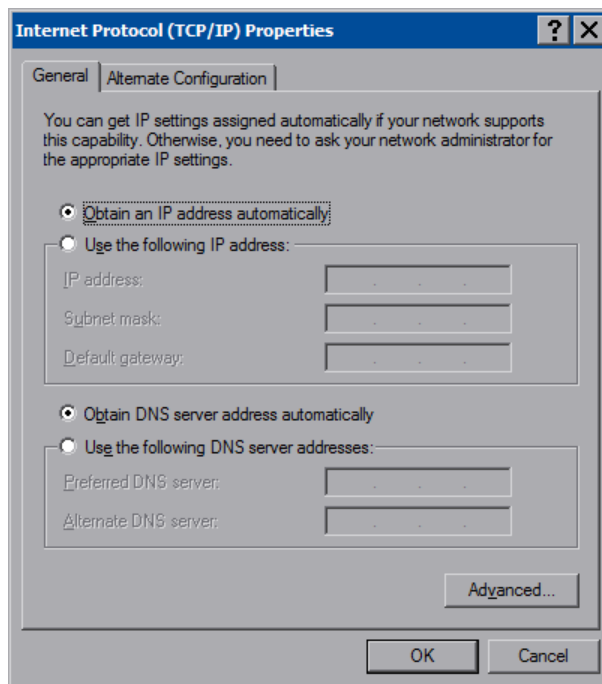 Internet Protocol (TCP/IP) Properties
General
Alternate Configuration
You can get IP settings assigned automatically if your network supports
this capability. Otherwise, you need to ask your network administrator for
the appropriate IP settings.
Obtain an IP address automatically
Use the following IP address:
IP address:
Subnet mask:
Default gateway:
Obtain DNS server address automatically
Use the following DNS server addresses:
Preferred DNS server:
Alternate DNS server:
Advanced...
OK
Cancel